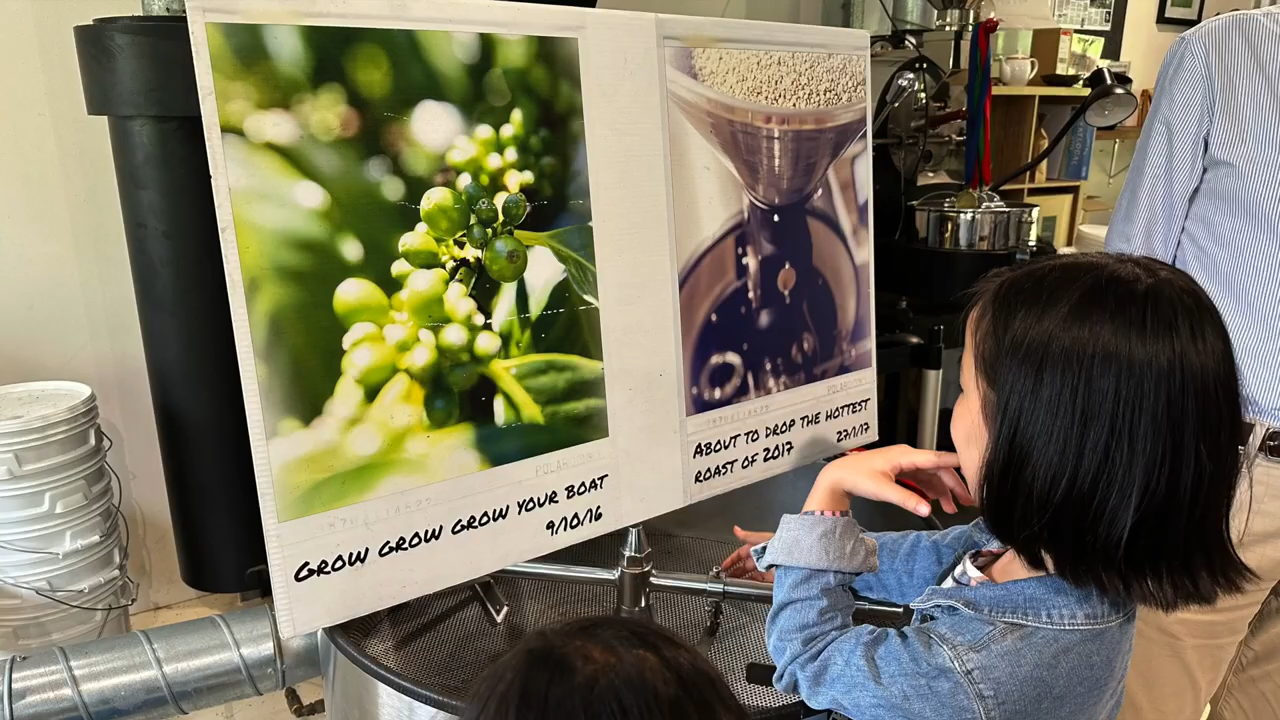 GROW GROW GROW YOUR BOAT
9/10/16
ABOUT TO DROP THE HOTTEST
ROAST OF 2017
27/1/17